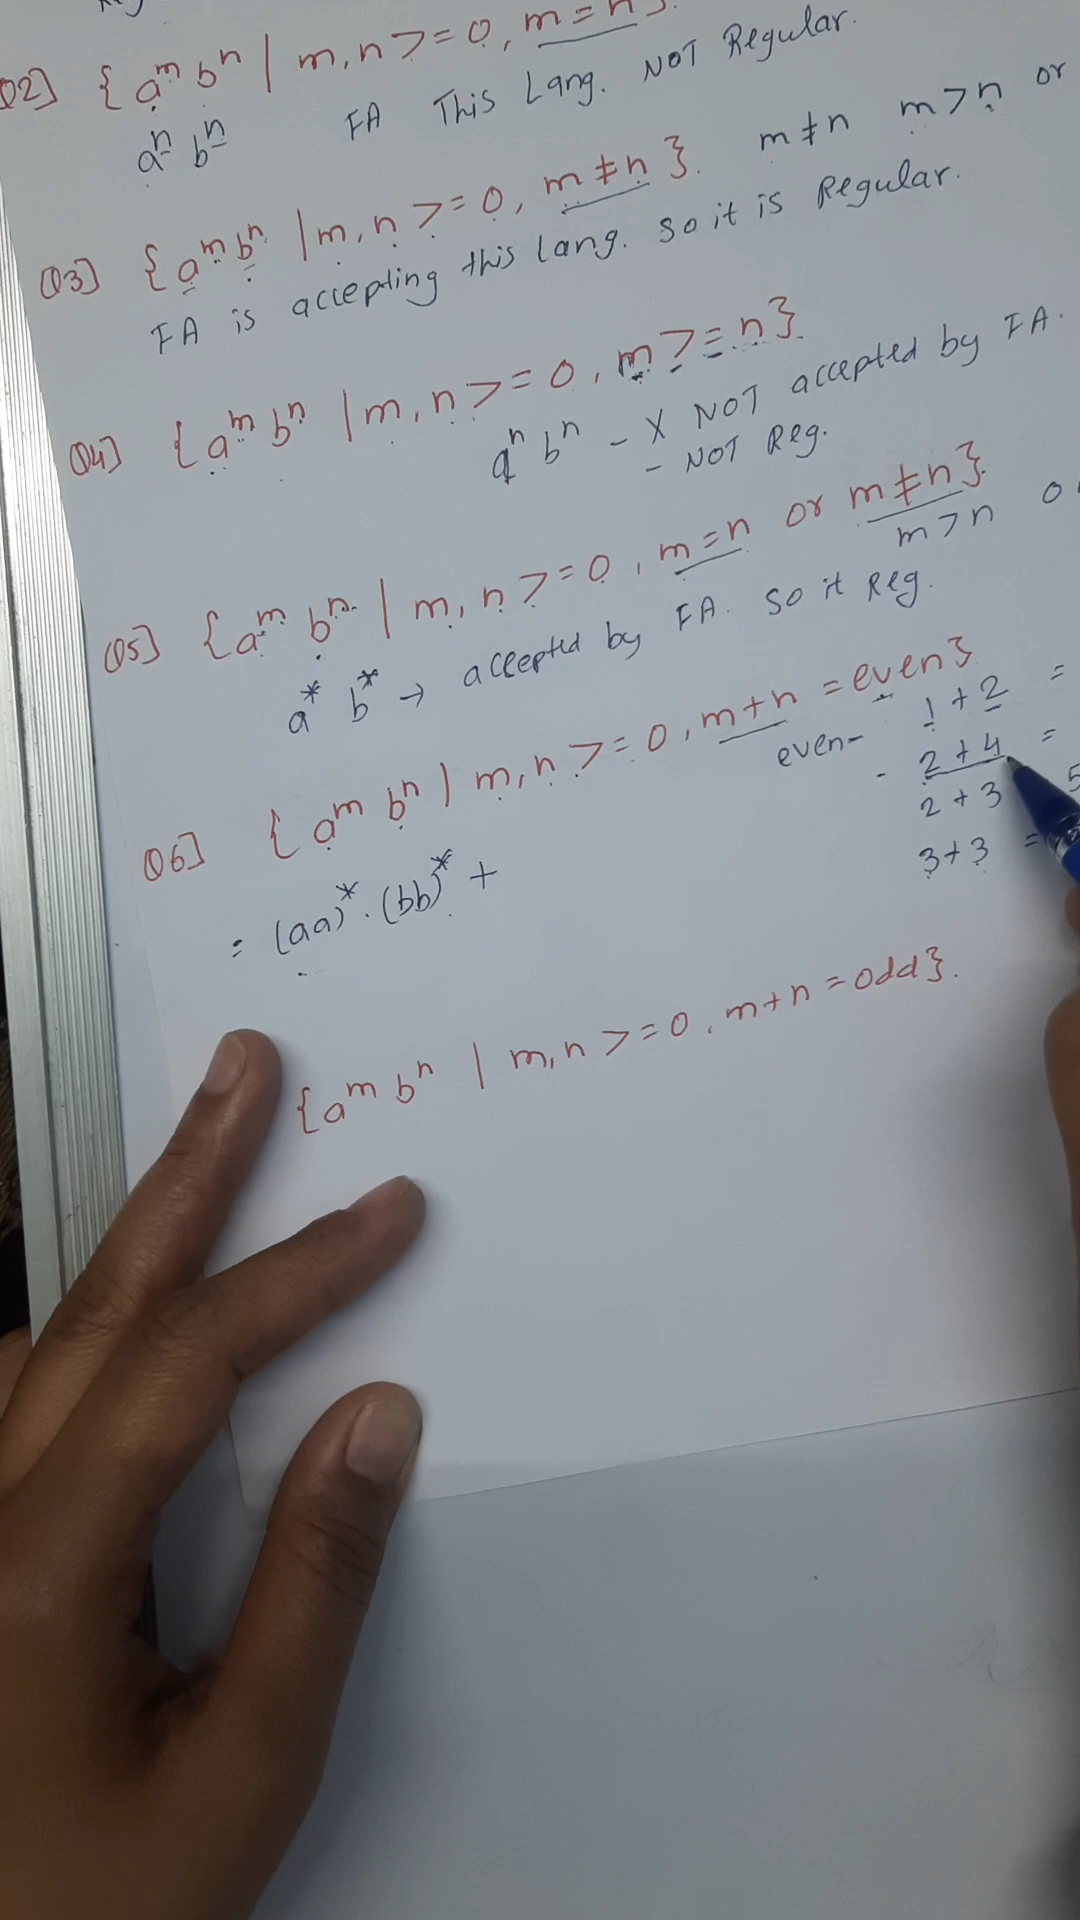 Q2] { a^m b^n | m, n >= 0, m = n }.
a^n b^n FA This Lang. NOT Regular.
Q3] { a^m b^n | m, n >= 0, m ≠ n }. m ≠ n m > n or
FA is accepting this Lang. so it is Regular.
Q4] { a^m b^n | m, n >= 0, m >= n }
a^n b^n - X NOT accepted by FA.
- NOT Reg.
Q5] { a^m b^n | m, n >= 0, m = n or m ≠ n }.
m > n
a^* b^* → accepted by FA. so it Reg.
Q6] { a^m b^n | m, n >= 0, m + n = even }
even- 1 + 2 =
- 2 + 4 =
2 + 3 5
3 + 3 =
= (aa)^* . (bb)^* +
{ a^m b^n | m, n >= 0, m + n = odd }.